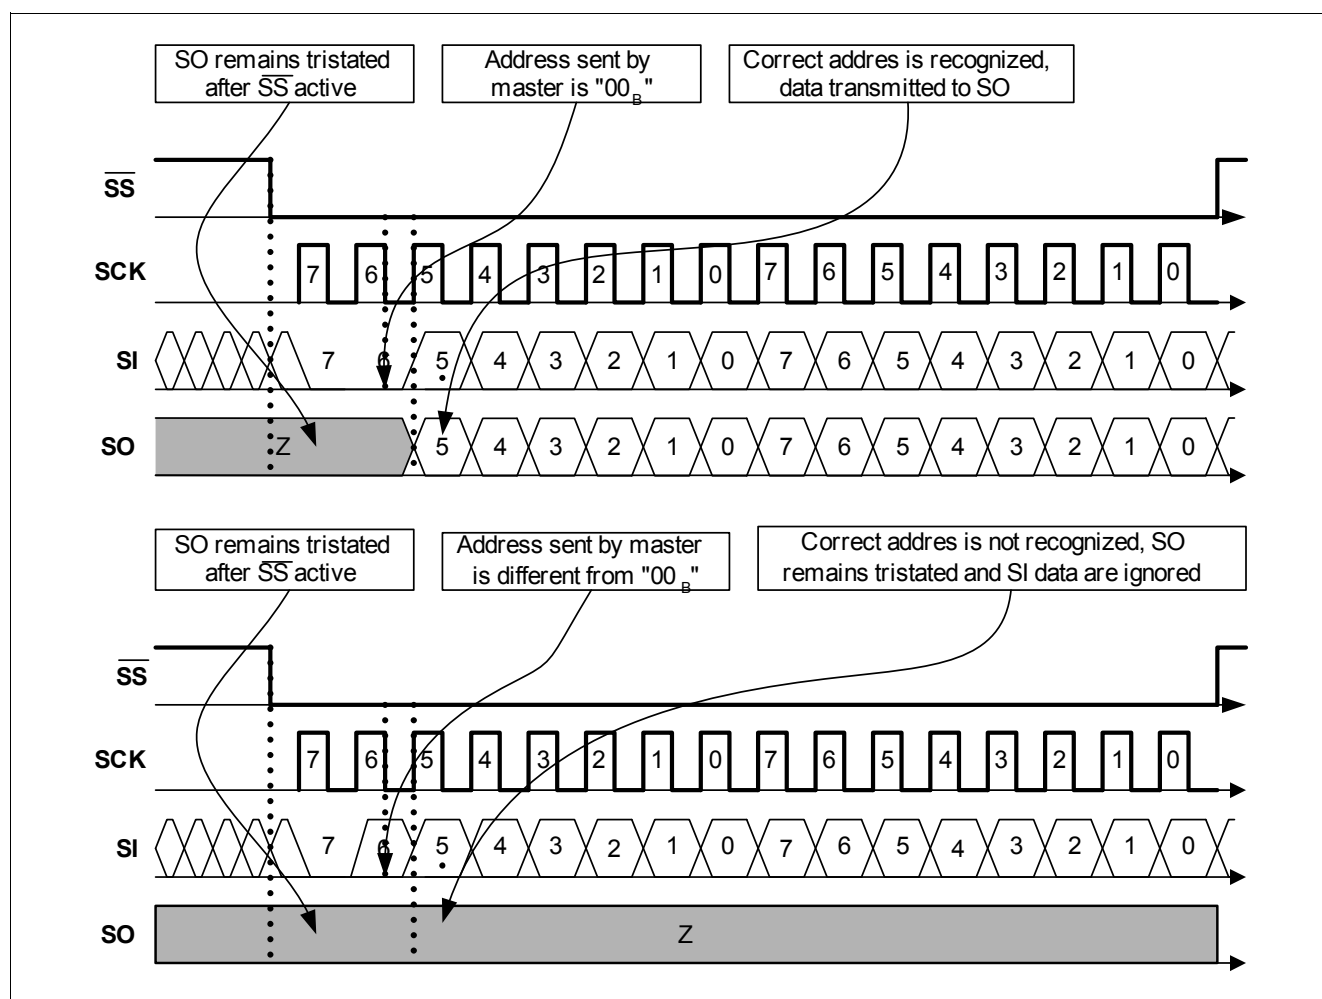 SO remains tristated
after SS active
Address sent by
master is "00B"
Correct addres is recognized,
data transmitted to SO
SS
SCK 7 6 5 4 3 2 1 0 7 6 5 4 3 2 1 0
SI 7 6 5 4 3 2 1 0 7 6 5 4 3 2 1 0
SO Z 5 4 3 2 1 0 7 6 5 4 3 2 1 0
SO remains tristated
after SS active
Address sent by master
is different from "00B"
Correct addres is not recognized, SO
remains tristated and SI data are ignored
SS
SCK 7 6 5 4 3 2 1 0 7 6 5 4 3 2 1 0
SI 7 6 5 4 3 2 1 0 7 6 5 4 3 2 1 0
SO Z